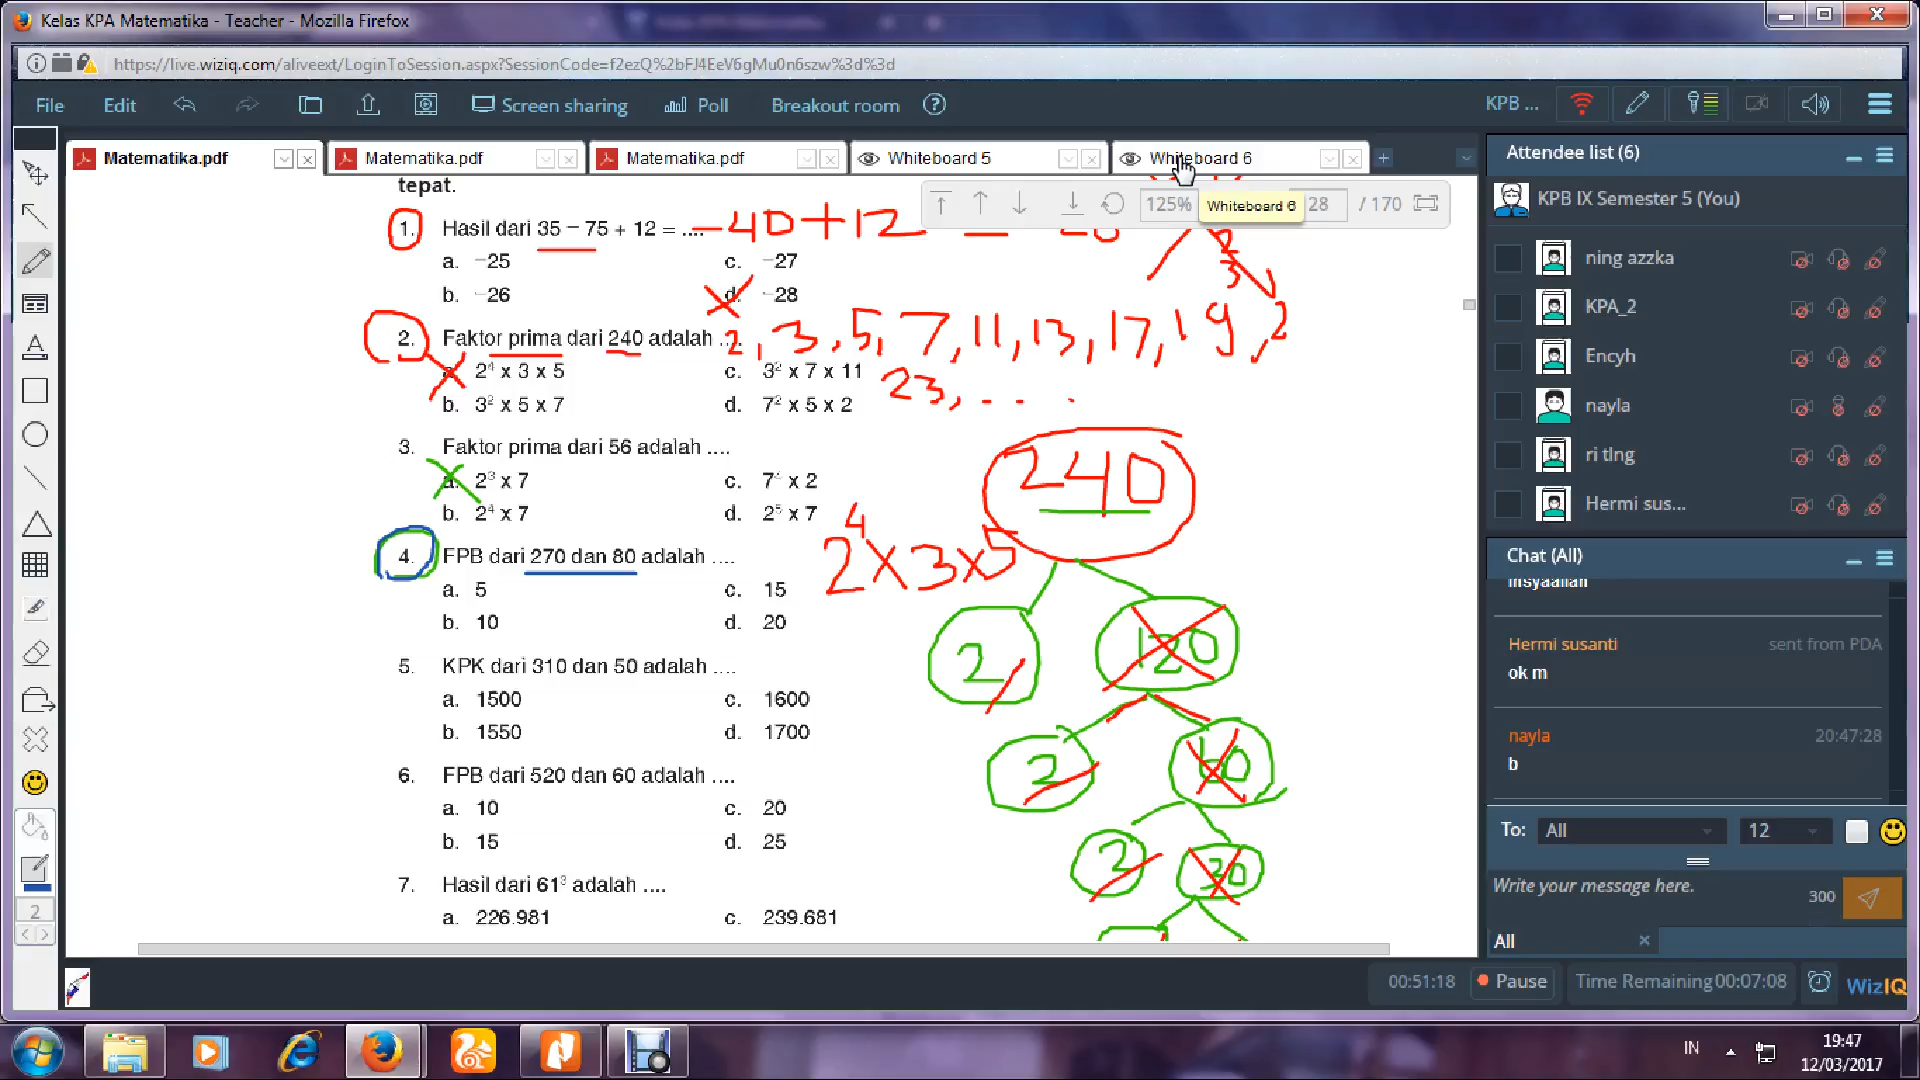 Kelas KPA Matematika - Teacher - Mozilla Firefox
https://live.wiziq.com/aliveext/LoginToSession.aspx?SessionCode=f2ezQ%2bFJ4EeV6gMu0n6szw%3d%3d
File Edit Screen sharing Poll Breakout room KPB ...
Matematika.pdf Matematika.pdf Matematika.pdf Whiteboard 5 Whiteboard 6
125% Whiteboard 6 28 / 170
tepat.
1. Hasil dari 35 − 75 + 12 = .... -40 + 12
a. −25 c. −27
b. −26 d. −28
2. Faktor prima dari 240 adalah .... 2, 3, 5, 7, 11, 13, 17, 19, 2
23, . . . .
a. 2⁴ x 3 x 5 c. 3² x 7 x 11
b. 3² x 5 x 7 d. 7² x 5 x 2
3. Faktor prima dari 56 adalah ....
a. 2³ x 7
b. 2⁴ x 7 d. 2⁵ x 7
4. FPB dari 270 dan 80 adalah ....
a. 5 c. 15
b. 10 d. 20
5. KPK dari 310 dan 50 adalah ....
a. 1500 c. 1600
b. 1550 d. 1700
6. FPB dari 520 dan 60 adalah ....
a. 10 c. 20
b. 15 d. 25
7. Hasil dari 61³ adalah ....
a. 226.981 c. 239.681
240
2⁴ x 3 x 5
2 120
2 60
2 30
2
Attendee list (6)
KPB IX Semester 5 (You)
ning azzka
KPA_2
Encyh
nayla
ri tlng
Hermi sus...
Chat (All)
insyaallah
Hermi susanti sent from PDA
ok m
nayla 20:47:28
b
To: All 12
Write your message here.
300
All
00:51:18 Pause Time Remaining 00:07:08 WizIQ
IN 19:47
12/03/2017